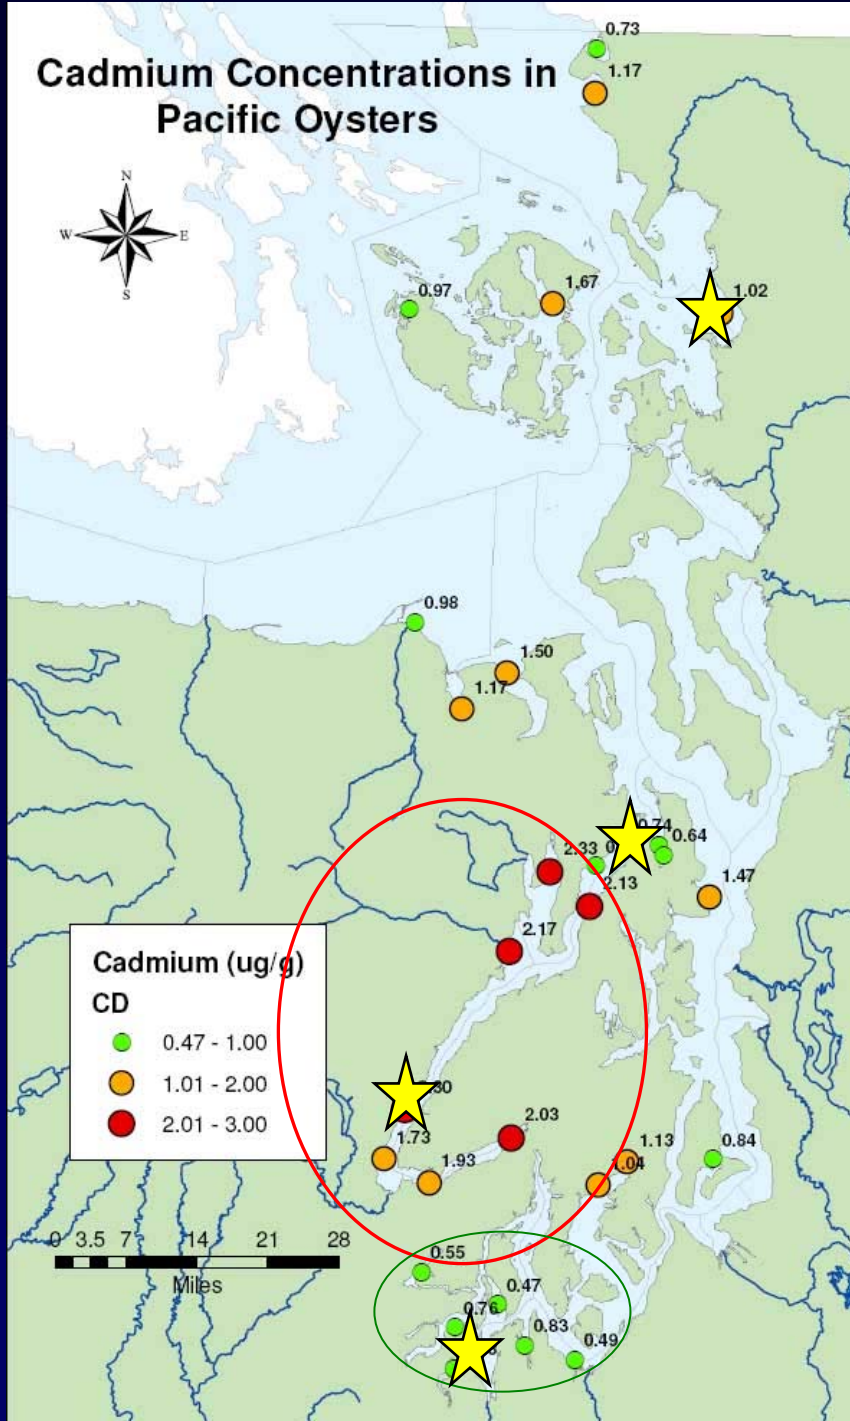 Cadmium Concentrations in
Pacific Oysters
N
W
E
S
0.73
1.17
0.97
1.67
1.02
0.98
1.50
1.17
0.74
0.64
2.33
2.13
1.47
2.17
Cadmium (ug/g)
CD
0.47 - 1.00
1.01 - 2.00
2.01 - 3.00
2.03
1.73
1.93
1.13
1.04
0.84
0 3.5 7 14 21 28
Miles
0.55
0.47
0.76
0.83
0.49